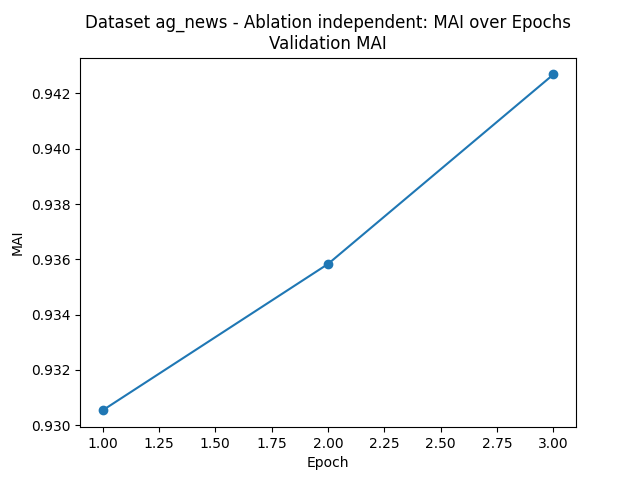 Dataset ag_news - Ablation independent: MAI over Epochs
Validation MAI
0.942
0.940
0.938
0.936
0.934
0.932
0.930
MAI
1.00 1.25 1.50 1.75 2.00 2.25 2.50 2.75 3.00
Epoch